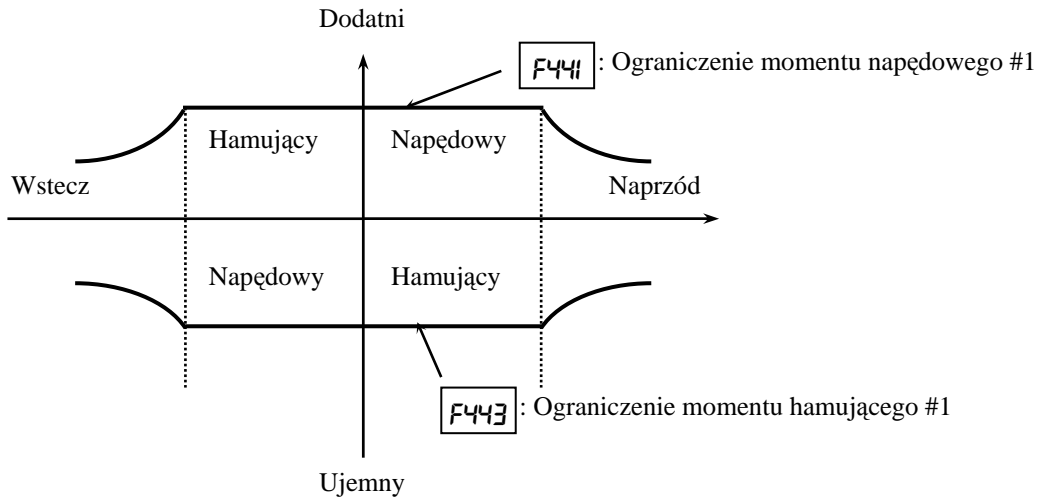 Dodatni
F441 : Ograniczenie momentu napędowego #1
Hamujący Napędowy
Wstecz Naprzód
Napędowy Hamujący
F443 : Ograniczenie momentu hamującego #1
Ujemny